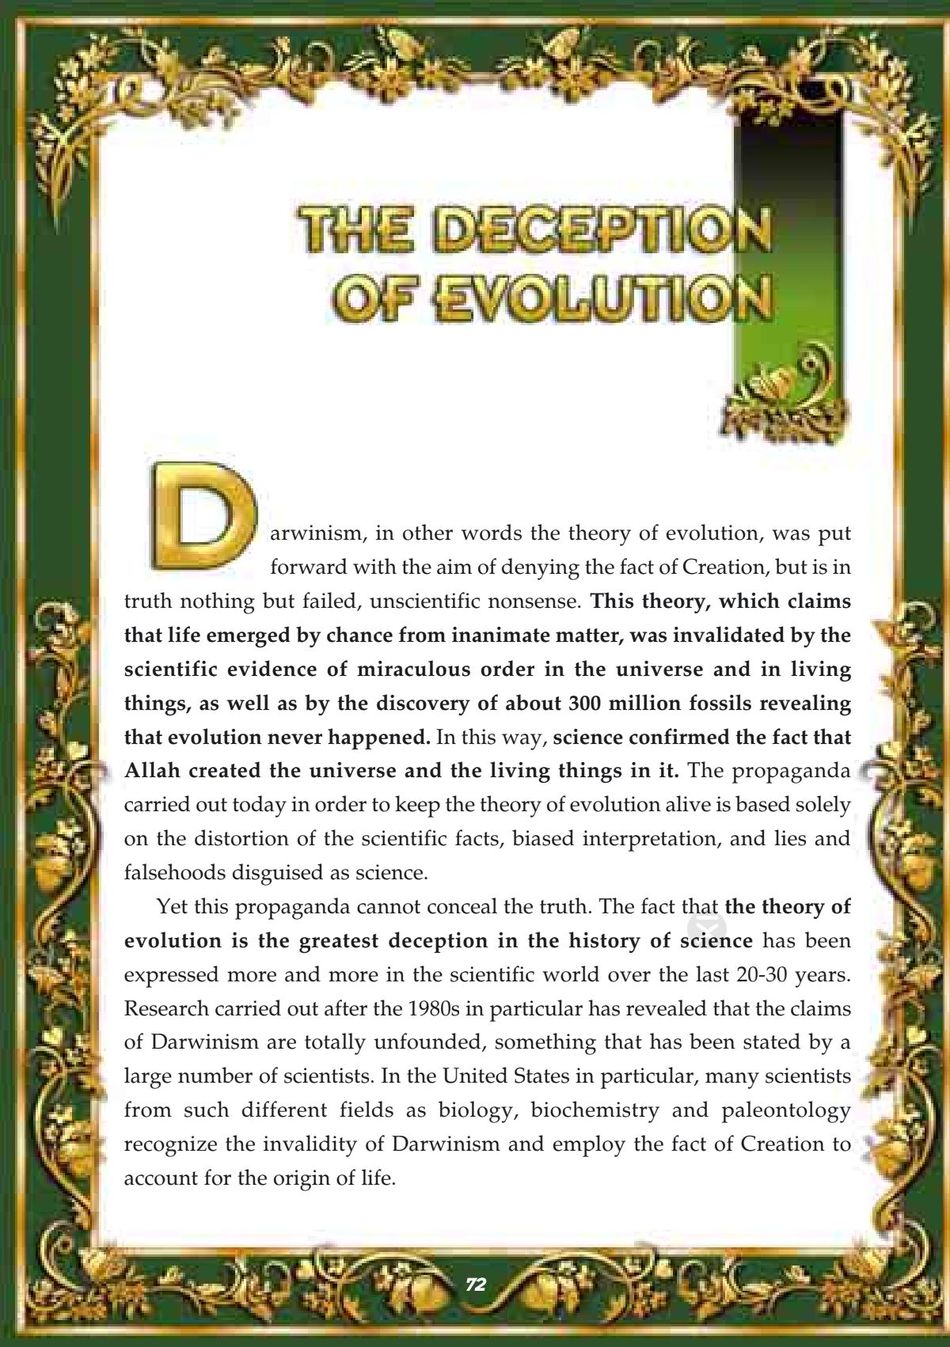 THE DECEPTION
OF EVOLUTION
Darwinism, in other words the theory of evolution, was put
forward with the aim of denying the fact of Creation, but is in
truth nothing but failed, unscientific nonsense. This theory, which claims
that life emerged by chance from inanimate matter, was invalidated by the
scientific evidence of miraculous order in the universe and in living
things, as well as by the discovery of about 300 million fossils revealing
that evolution never happened. In this way, science confirmed the fact that
Allah created the universe and the living things in it. The propaganda
carried out today in order to keep the theory of evolution alive is based solely
on the distortion of the scientific facts, biased interpretation, and lies and
falsehoods disguised as science.
Yet this propaganda cannot conceal the truth. The fact that the theory of
evolution is the greatest deception in the history of science has been
expressed more and more in the scientific world over the last 20-30 years.
Research carried out after the 1980s in particular has revealed that the claims
of Darwinism are totally unfounded, something that has been stated by a
large number of scientists. In the United States in particular, many scientists
from such different fields as biology, biochemistry and paleontology
recognize the invalidity of Darwinism and employ the fact of Creation to
account for the origin of life.
72